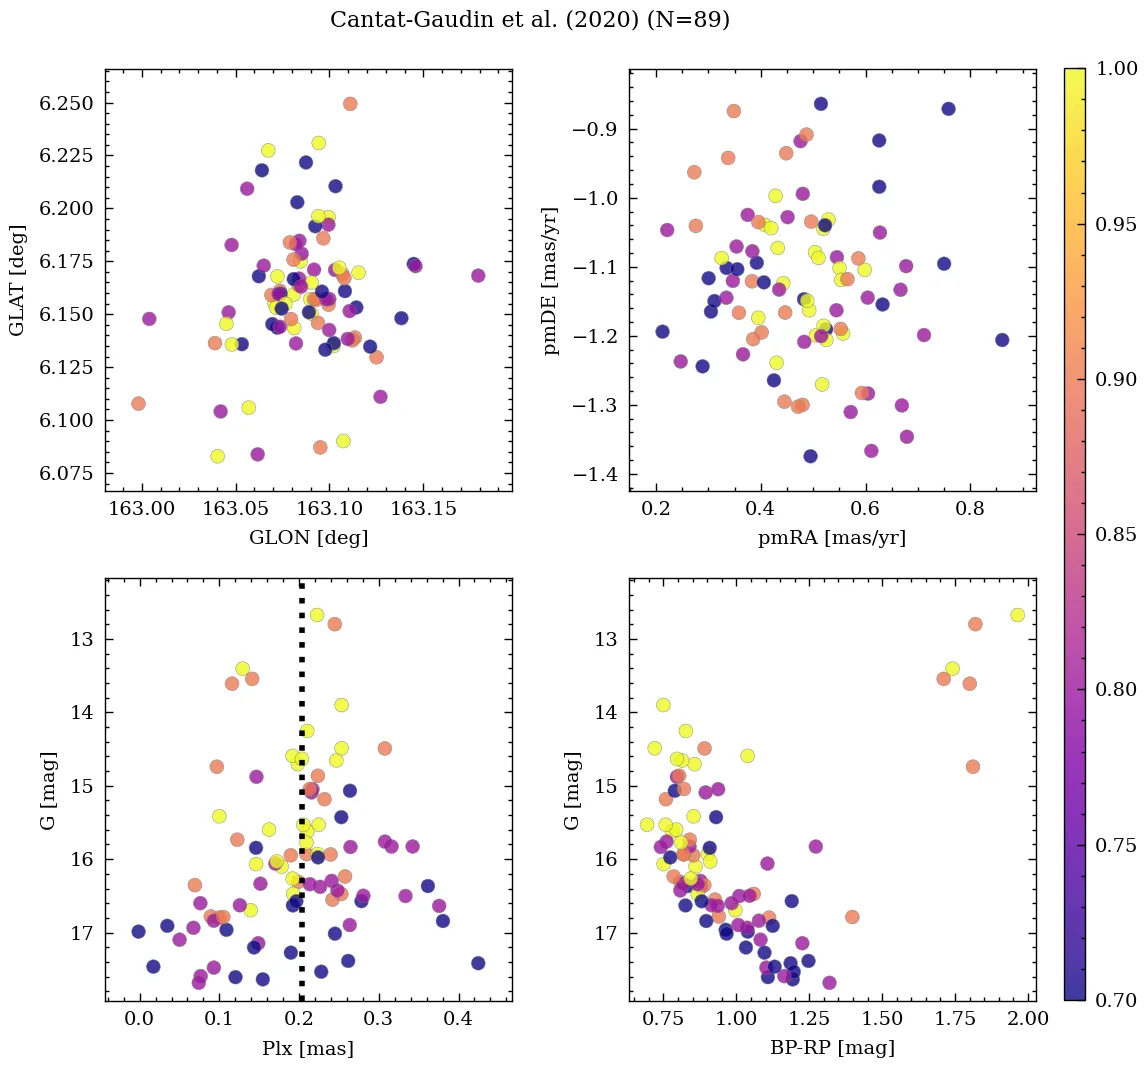 Cantat-Gaudin et al. (2020) (N=89)
6.250
6.225
6.200
6.175
6.150
6.125
6.100
6.075
GLAT [deg]
163.00 163.05 163.10 163.15
GLON [deg]
−0.9
−1.0
−1.1
−1.2
−1.3
−1.4
pmDE [mas/yr]
0.2 0.4 0.6 0.8
pmRA [mas/yr]
13
14
15
16
17
G [mag]
0.0 0.1 0.2 0.3 0.4
Plx [mas]
13
14
15
16
17
G [mag]
0.75 1.00 1.25 1.50 1.75 2.00
BP-RP [mag]
1.00
0.95
0.90
0.85
0.80
0.75
0.70